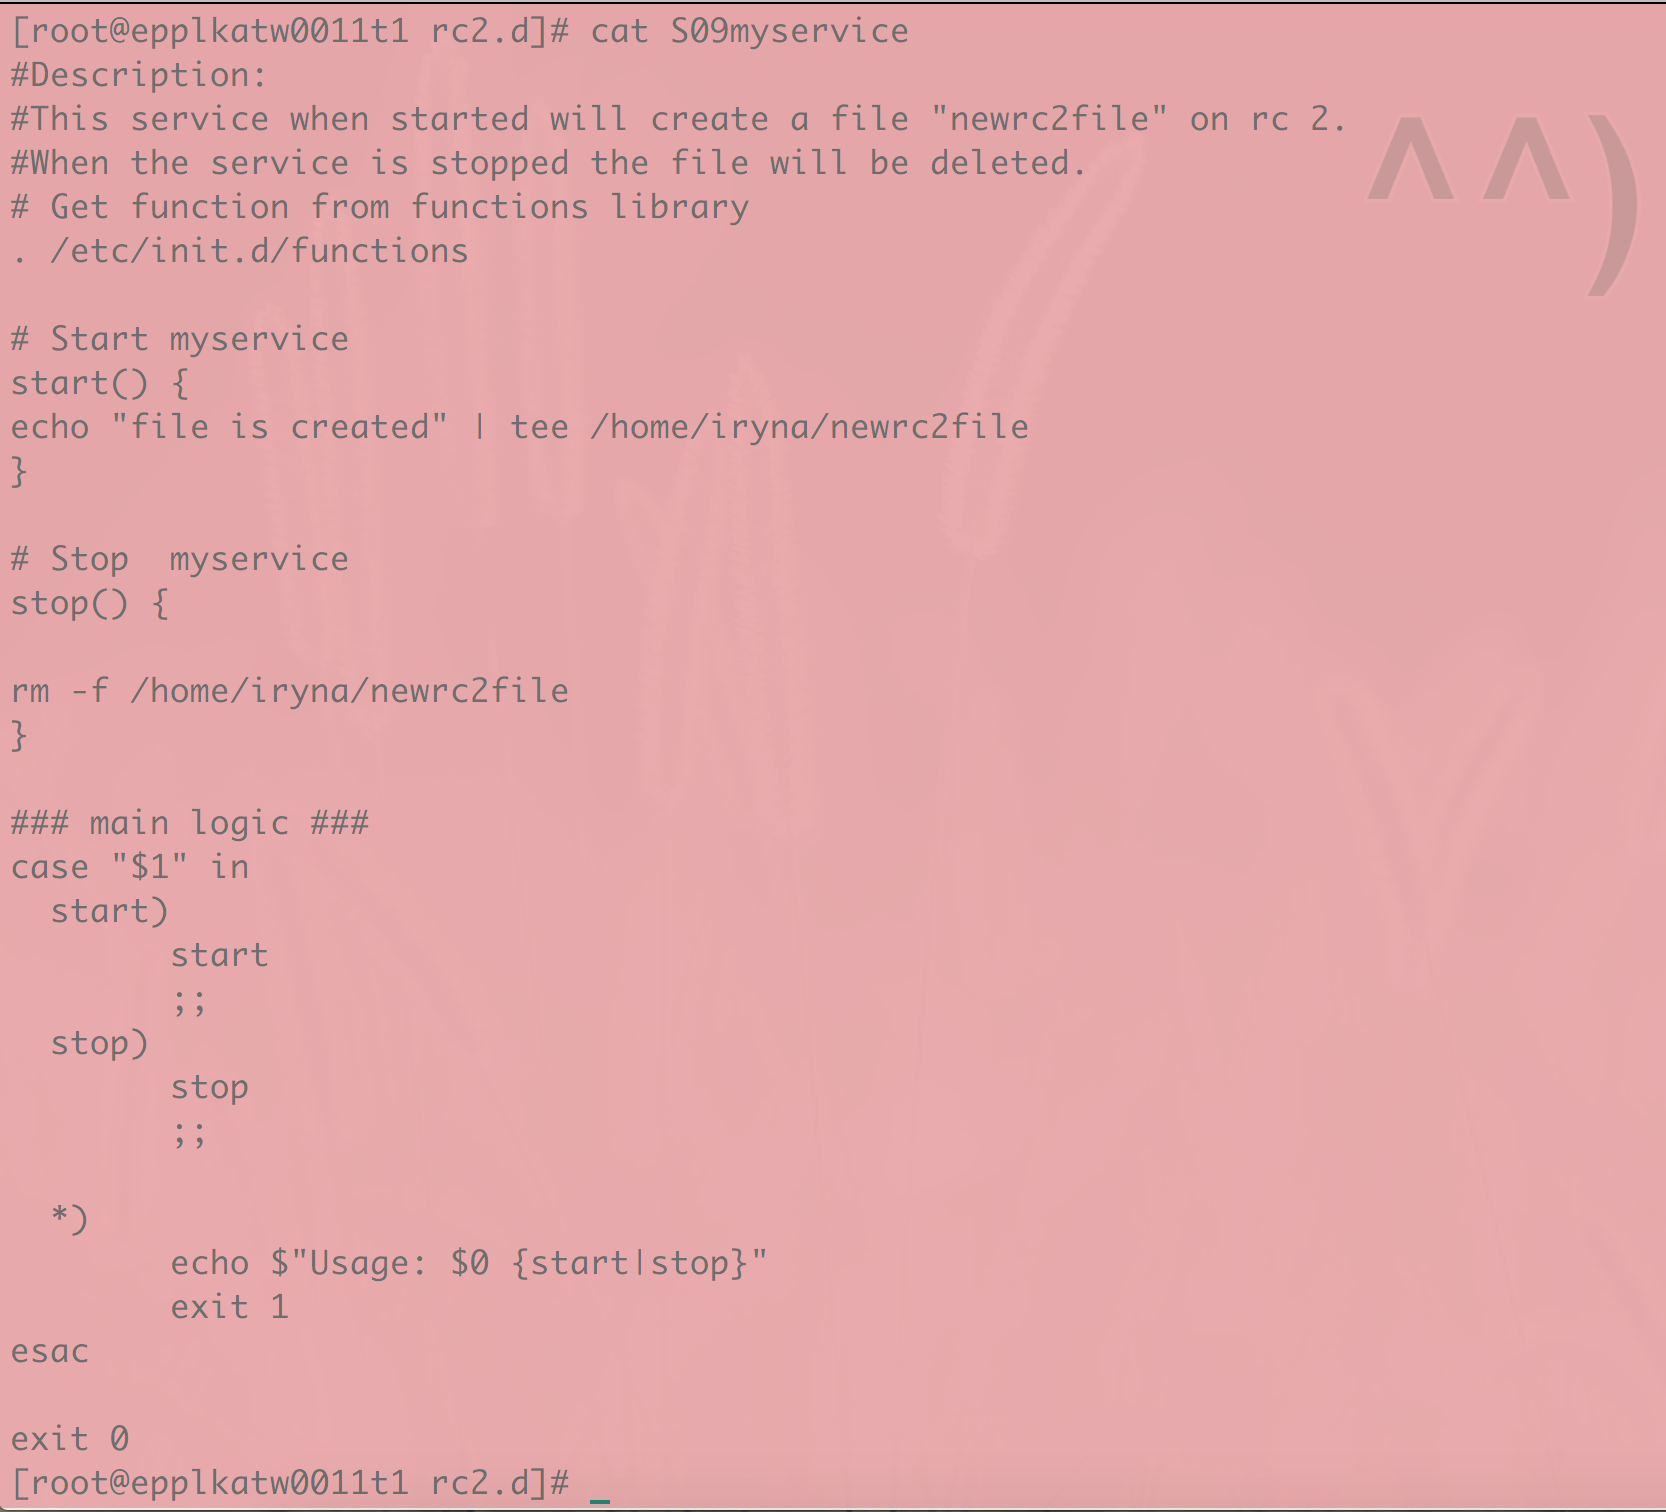 [root@epplkatw0011t1 rc2.d]# cat S09myservice
#Description:
#This service when started will create a file "newrc2file" on rc 2.
#When the service is stopped the file will be deleted.
# Get function from functions library
. /etc/init.d/functions
^^)
# Start myservice
start() {
echo "file is created" | tee /home/iryna/newrc2file
}
# Stop  myservice
stop() {
rm -f /home/iryna/newrc2file
}
### main logic ###
case "$1" in
  start)
        start
        ;;
  stop)
        stop
        ;;
  *)
        echo $"Usage: $0 {start|stop}"
        exit 1
esac
exit 0
[root@epplkatw0011t1 rc2.d]# _